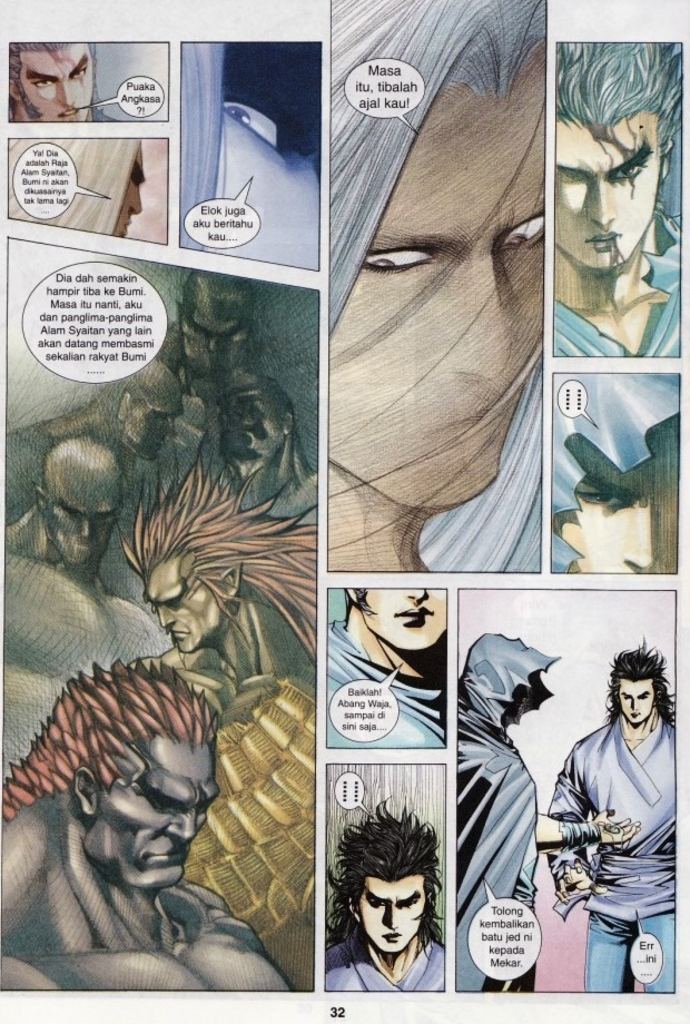 Puaka
Angkasa
?!
Ya! Dia
adalah Raja
Alam Syaitan,
Bumi ni akan
dikuasainya
tak lama lagi
....
Elok juga
aku beritahu
kau....
Dia dah semakin
hampir tiba ke Bumi.
Masa itu nanti, aku
dan panglima-panglima
Alam Syaitan yang lain
akan datang membasmi
sekalian rakyat Bumi
......
Masa
itu, tibalah
ajal kau!
Baiklah!
Abang Waja,
sampai di
sini saja....
Tolong
kembalikan
batu jed ni
kepada
Mekar.
Err
...ini
....
32